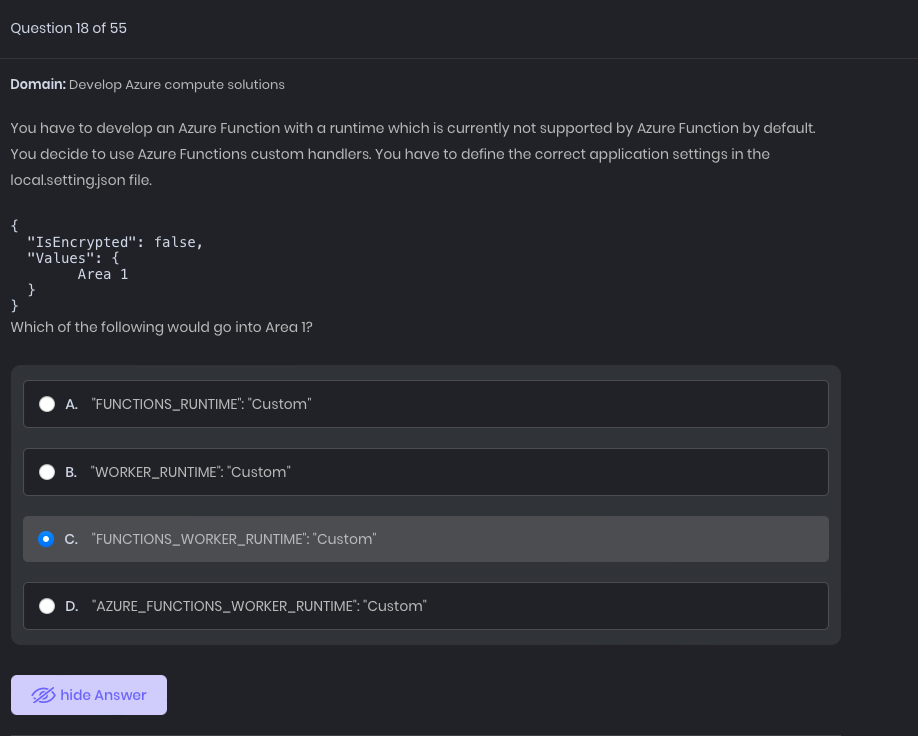 Question 18 of 55
Domain: Develop Azure compute solutions
You have to develop an Azure Function with a runtime which is currently not supported by Azure Function by default.
You decide to use Azure Functions custom handlers. You have to define the correct application settings in the
local.setting.json file.
{
  "IsEncrypted": false,
  "Values": {
        Area 1
  }
}
Which of the following would go into Area 1?
A. "FUNCTIONS_RUNTIME": "Custom"
B. "WORKER_RUNTIME": "Custom"
C. "FUNCTIONS_WORKER_RUNTIME": "Custom"
D. "AZURE_FUNCTIONS_WORKER_RUNTIME": "Custom"
hide Answer